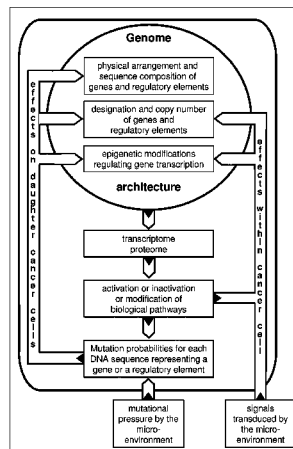 Genome
physical arrangement and
sequence composition of
genes and regulatory elements
designation and copy number
of genes and
regulatory elements
epigenetic modifications
regulating gene transcription
architecture
transcriptome
proteome
activation or inactivation
or modification of
biological pathways
Mutation probabilities for each
DNA sequence representing a
gene or a regulatory element
mutational
pressure by the
micro-
environment
signals
transduced by
the micro-
environment
effects on daughter cancer cells
effects within cancer cell